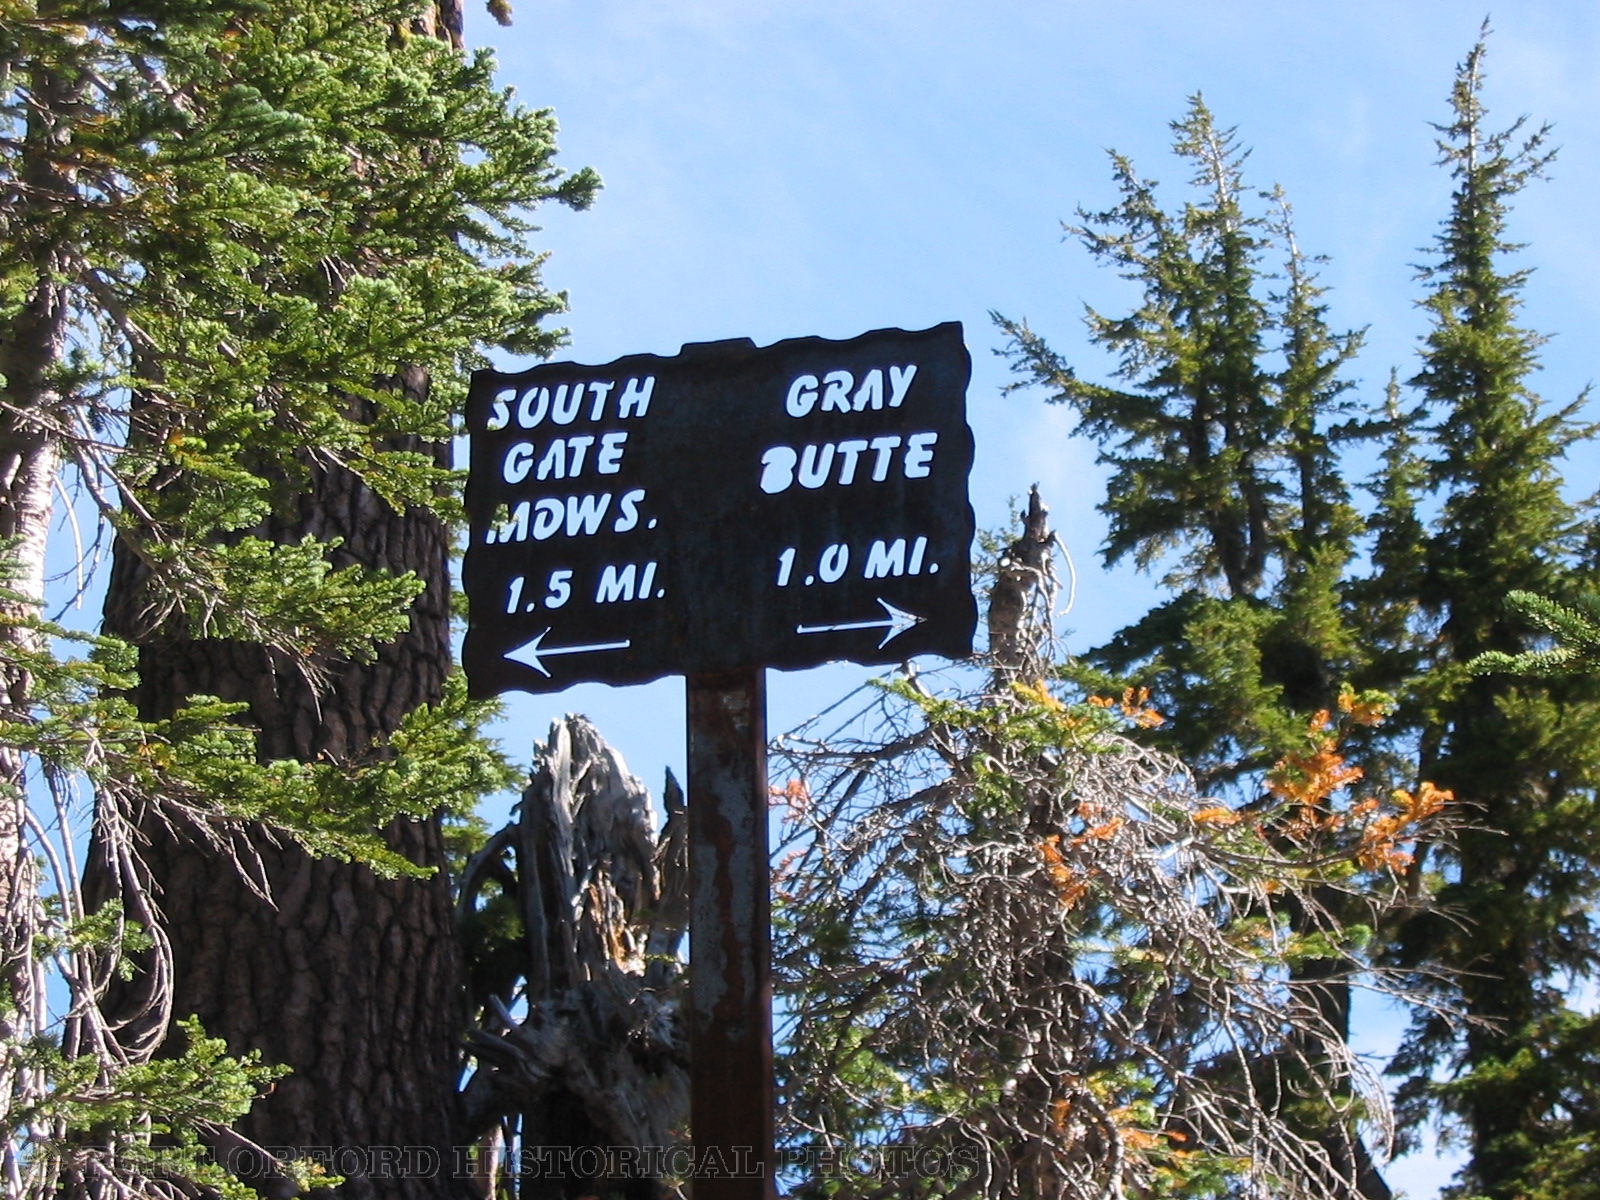 SOUTH
GATE
MDWS.
1.5 MI.
GRAY
BUTTE
1.0 MI.
PORT ORFORD HISTORICAL PHOTOS